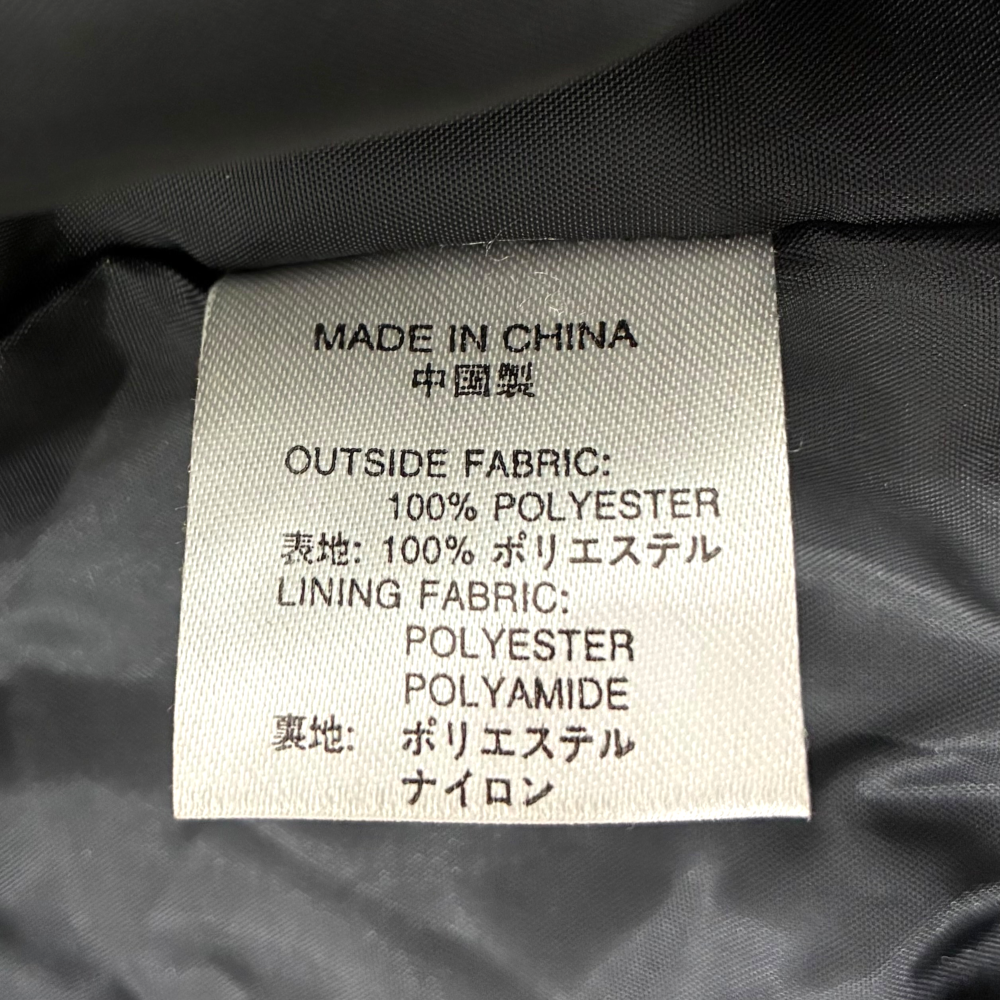 MADE IN CHINA
中国製
OUTSIDE FABRIC:
100% POLYESTER
表地: 100% ポリエステル
LINING FABRIC:
POLYESTER
POLYAMIDE
裏地: ポリエステル
ナイロン